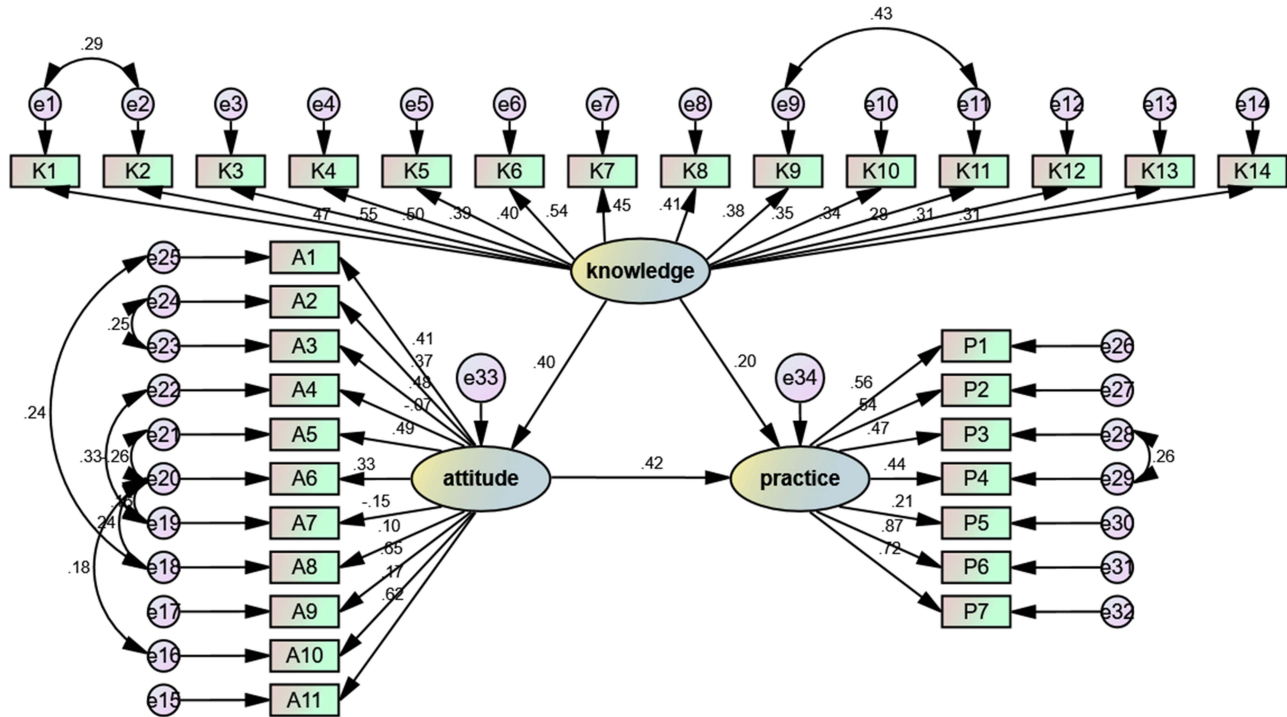 .43
.29
e1 e2 e3 e4 e5 e6 e7 e8 e9 e10 e11 e12 e13 e14
K1 K2 K3 K4 K5 K6 K7 K8 K9 K10 K11 K12 K13 K14
.47 .55 .50 .39 .40 .54 .45 .41 .38 .35 .34 .29 .31 .31
knowledge
e25 A1
e24 A2
.25
e23 A3
e22 A4
e21 A5
e20 A6
e19 A7
e18 A8
e17 A9
e16 A10
e15 A11
.24
.33
.26
.24
.18
.41
.37
.48
-.07
.49
.33
-.15
.10
.65
.17
.62
e33
.40
attitude
.42
.20
e34
practice
.56
.54
.47
.44
.21
.87
.72
P1 e26
P2 e27
P3 e28
P4 e29
.26
P5 e30
P6 e31
P7 e32